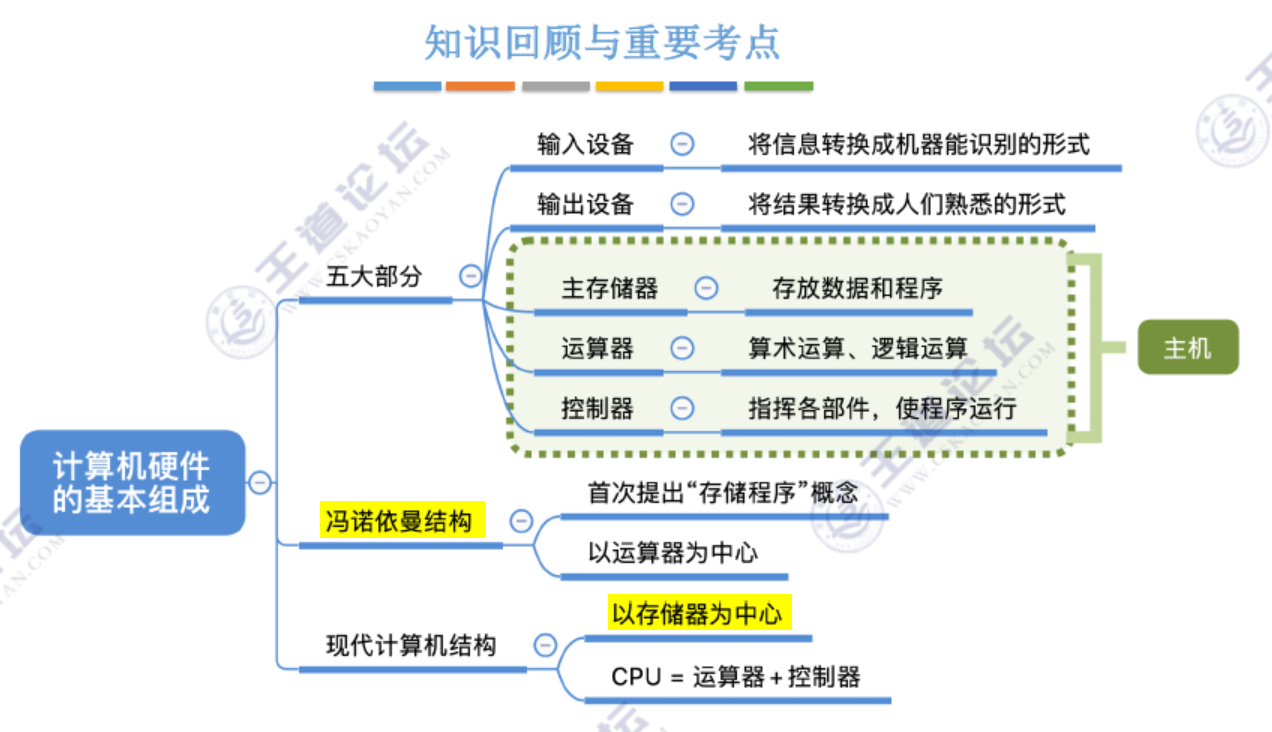 知识回顾与重要考点
输入设备
将信息转换成机器能识别的形式
输出设备
将结果转换成人们熟悉的形式
五大部分
主存储器
存放数据和程序
运算器
算术运算、逻辑运算
控制器
指挥各部件，使程序运行
主机
计算机硬件
的基本组成
冯诺依曼结构
首次提出“存储程序”概念
以运算器为中心
现代计算机结构
以存储器为中心
CPU = 运算器+控制器
王道论坛
WWW.CSKAOYAN.COM
王道论坛
WWW.CSKAOYAN.COM